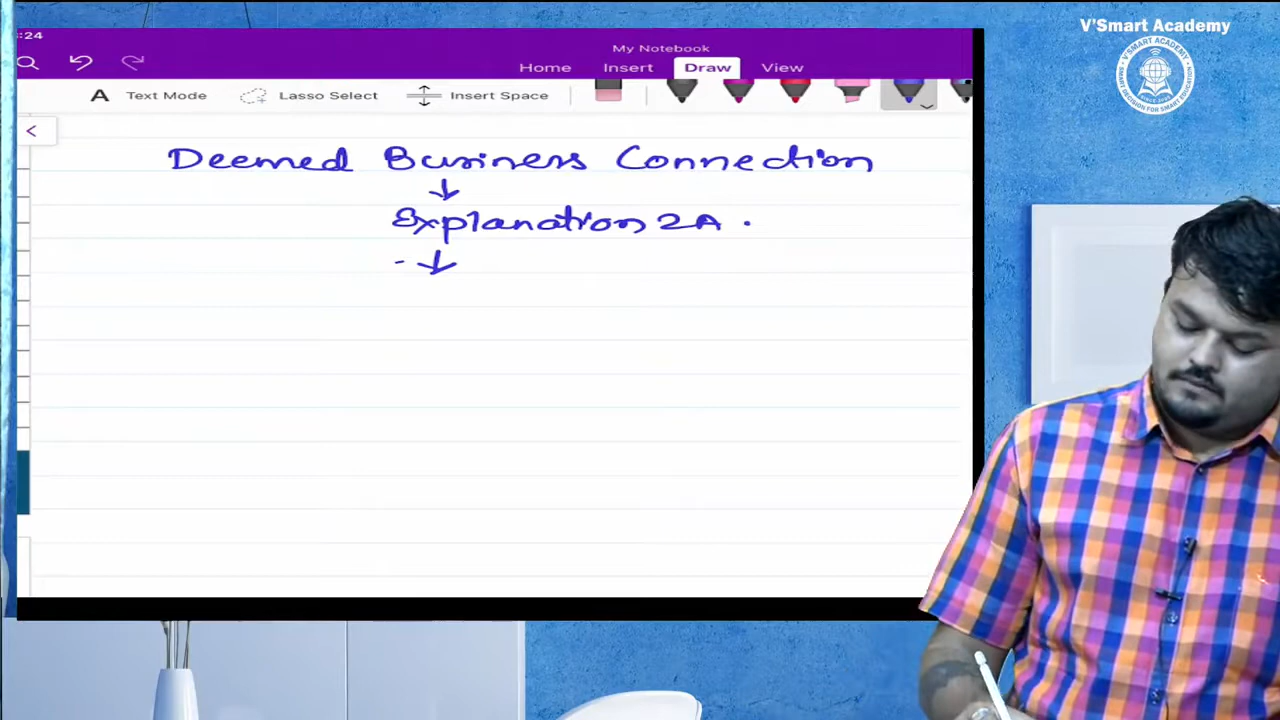 V'Smart Academy
:24
My Notebook
Home Insert Draw View
A Text Mode Lasso Select Insert Space
Deemed Business Connection
↓
Explanation 2A .
- ↓